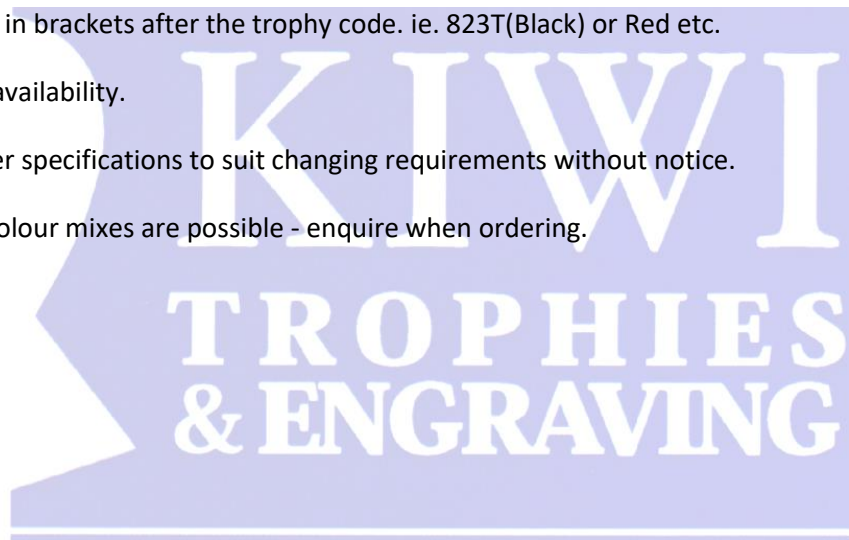 in brackets after the trophy code. ie. 823T(Black) or Red etc.
availability.
er specifications to suit changing requirements without notice.
olour mixes are possible - enquire when ordering.
KIWI
TROPHIES
& ENGRAVING